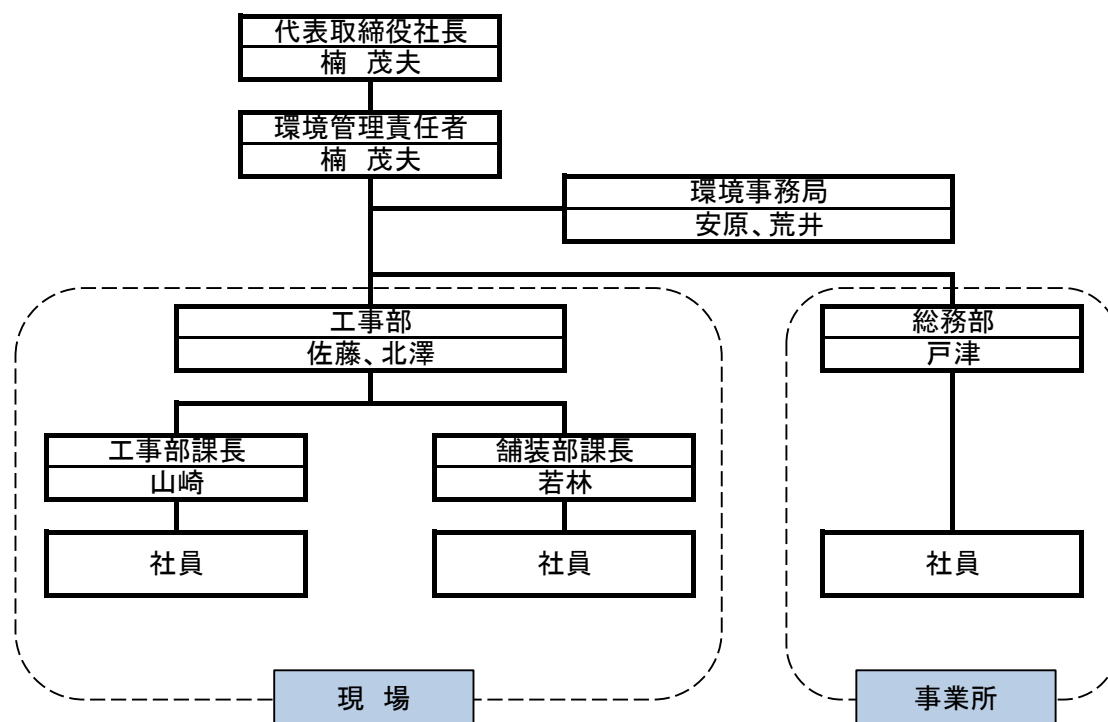 代表取締役社長
楠 茂夫
環境管理責任者
楠 茂夫
環境事務局
安原、荒井
工事部
佐藤、北澤
総務部
戸津
工事部課長
山崎
舗装部課長
若林
社員
社員
社員
現 場
事業所